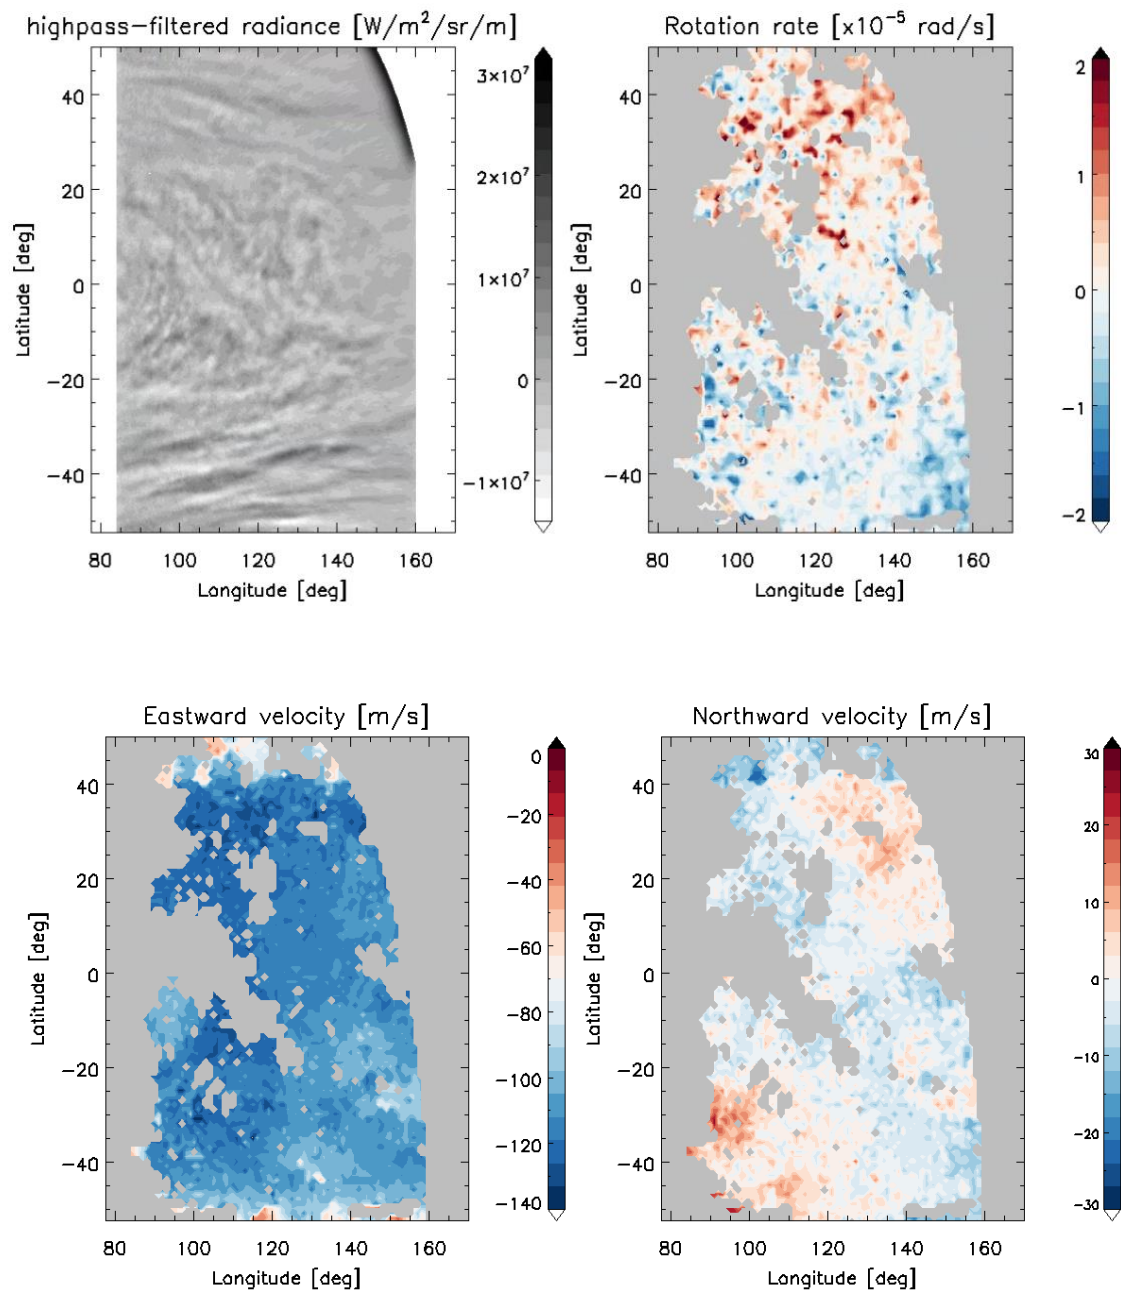 highpass-filtered radiance [W/m²/sr/m]
40
20
0
-20
-40
Latitude [deg]
80 100 120 140 160
Longitude [deg]
3×10⁷
2×10⁷
1×10⁷
0
-1×10⁷
Rotation rate [x10⁻⁵ rad/s]
40
20
0
-20
-40
Latitude [deg]
80 100 120 140 160
Longitude [deg]
2
1
0
-1
-2
Eastward velocity [m/s]
40
20
0
-20
-40
Latitude [deg]
80 100 120 140 160
Longitude [deg]
0
-20
-40
-60
-80
-100
-120
-140
Northward velocity [m/s]
40
20
0
-20
-40
Latitude [deg]
80 100 120 140 160
Longitude [deg]
30
20
10
0
-10
-20
-30